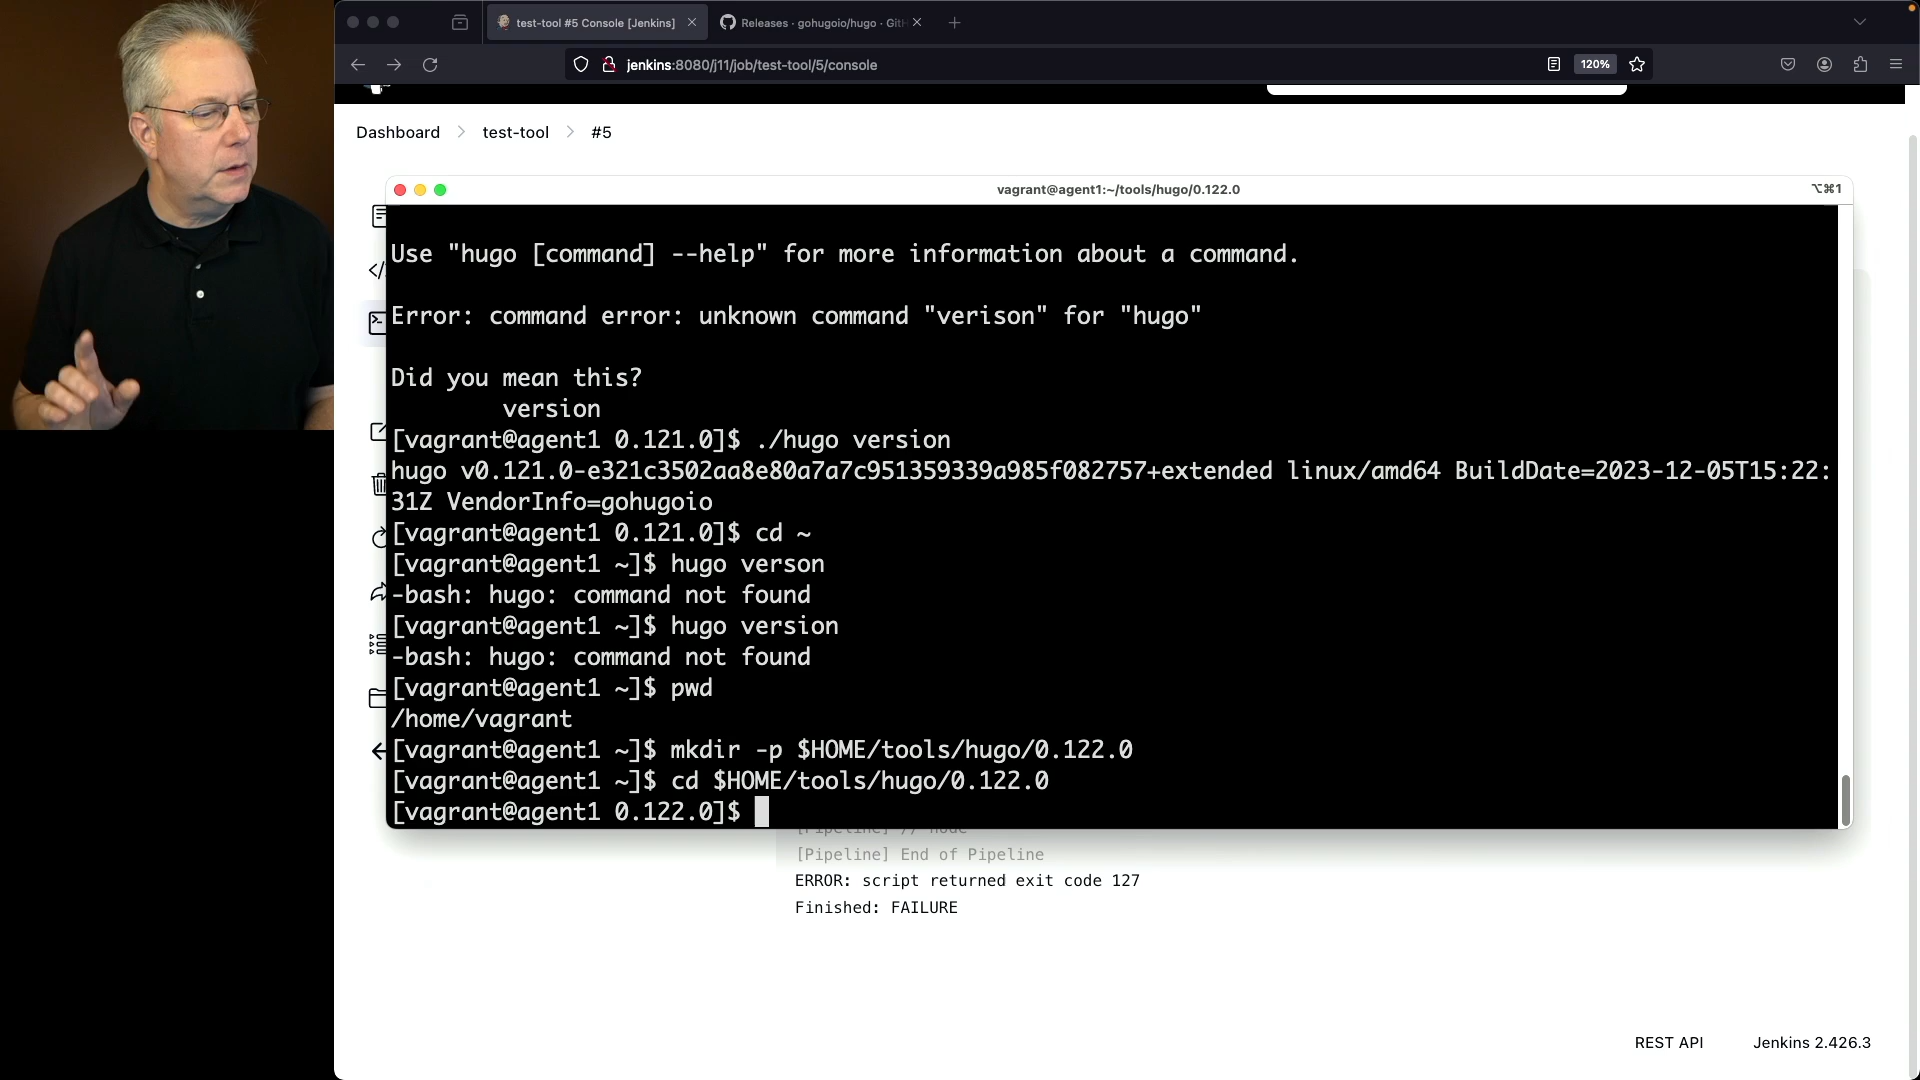 test-tool #5 Console [Jenkins]
Releases · gohugoio/hugo · GitH
jenkins:8080/j11/job/test-tool/5/console
120%
Dashboard
test-tool
#5
vagrant@agent1:~/tools/hugo/0.122.0
⌥⌘1
Use "hugo [command] --help" for more information about a command.
Error: command error: unknown command "verison" for "hugo"
Did you mean this?
version
[vagrant@agent1 0.121.0]$ ./hugo version
hugo v0.121.0-e321c3502aa8e80a7a7c951359339a985f082757+extended linux/amd64 BuildDate=2023-12-05T15:22:
31Z VendorInfo=gohugoio
[vagrant@agent1 0.121.0]$ cd ~
[vagrant@agent1 ~]$ hugo verson
-bash: hugo: command not found
[vagrant@agent1 ~]$ hugo version
-bash: hugo: command not found
[vagrant@agent1 ~]$ pwd
/home/vagrant
[vagrant@agent1 ~]$ mkdir -p $HOME/tools/hugo/0.122.0
[vagrant@agent1 ~]$ cd $HOME/tools/hugo/0.122.0
[vagrant@agent1 0.122.0]$
[Pipeline] // node
[Pipeline] End of Pipeline
ERROR: script returned exit code 127
Finished: FAILURE
REST API
Jenkins 2.426.3